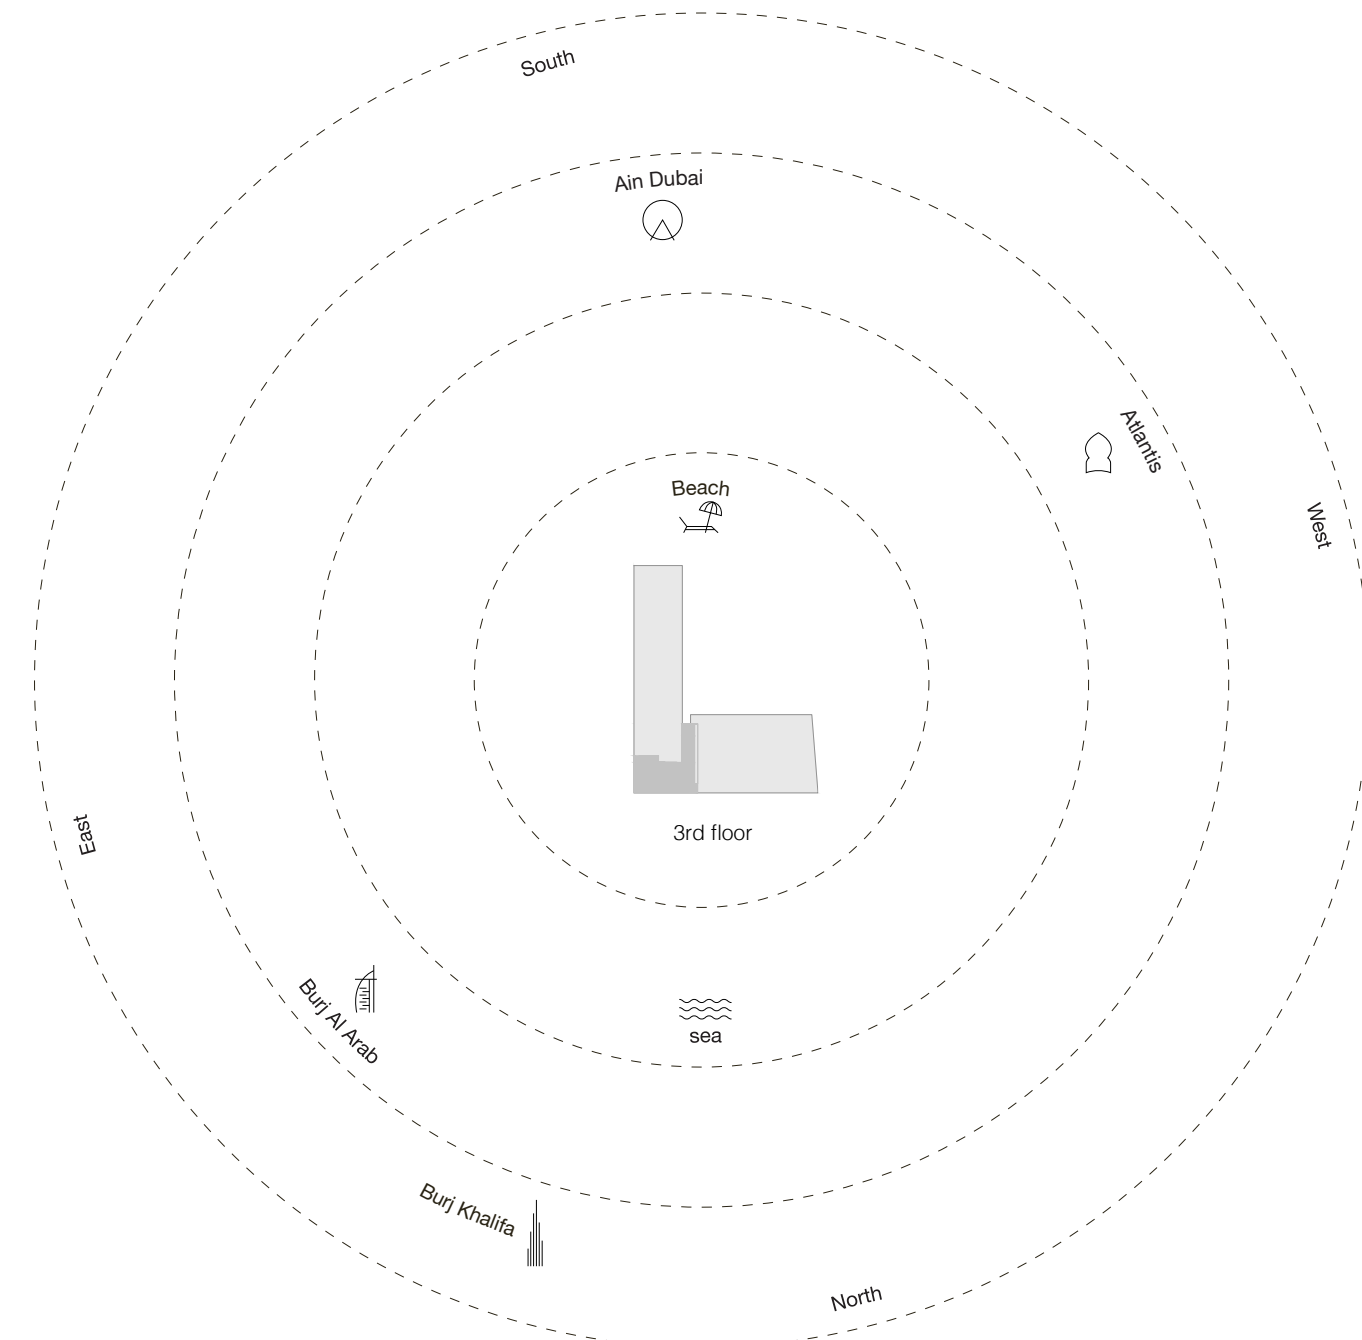 South
Ain Dubai
Atlantis
Beach
West
East
3rd floor
Burj Al Arab
sea
Burj Khalifa
North